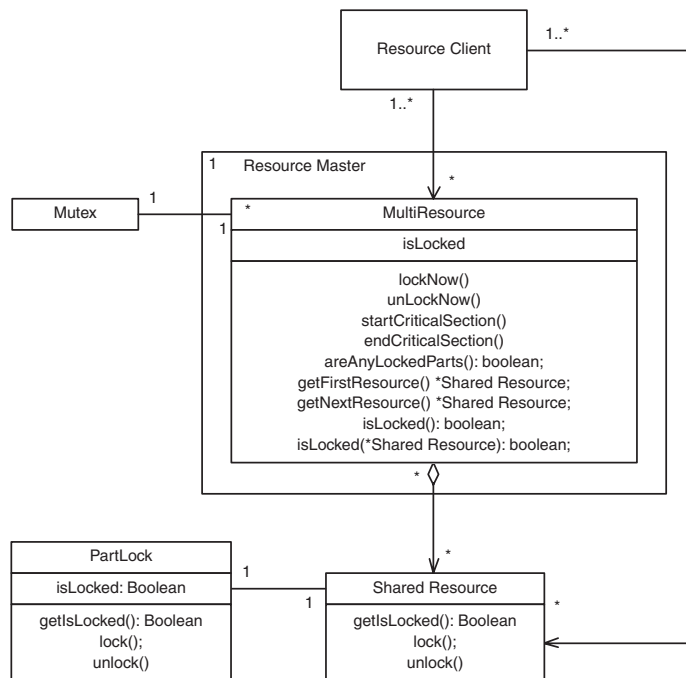 Resource Client
1..*
1..*
1
Resource Master
*
Mutex
1
*
1
MultiResource
isLocked
lockNow()
unLockNow()
startCriticalSection()
endCriticalSection()
areAnyLockedParts(): boolean;
getFirstResource() *Shared Resource;
getNextResource() *Shared Resource;
isLocked(): boolean;
isLocked(*Shared Resource): boolean;
*
*
PartLock
isLocked: Boolean
getIsLocked(): Boolean
lock();
unlock()
1
1
Shared Resource
getIsLocked(): Boolean
lock();
unlock()
*